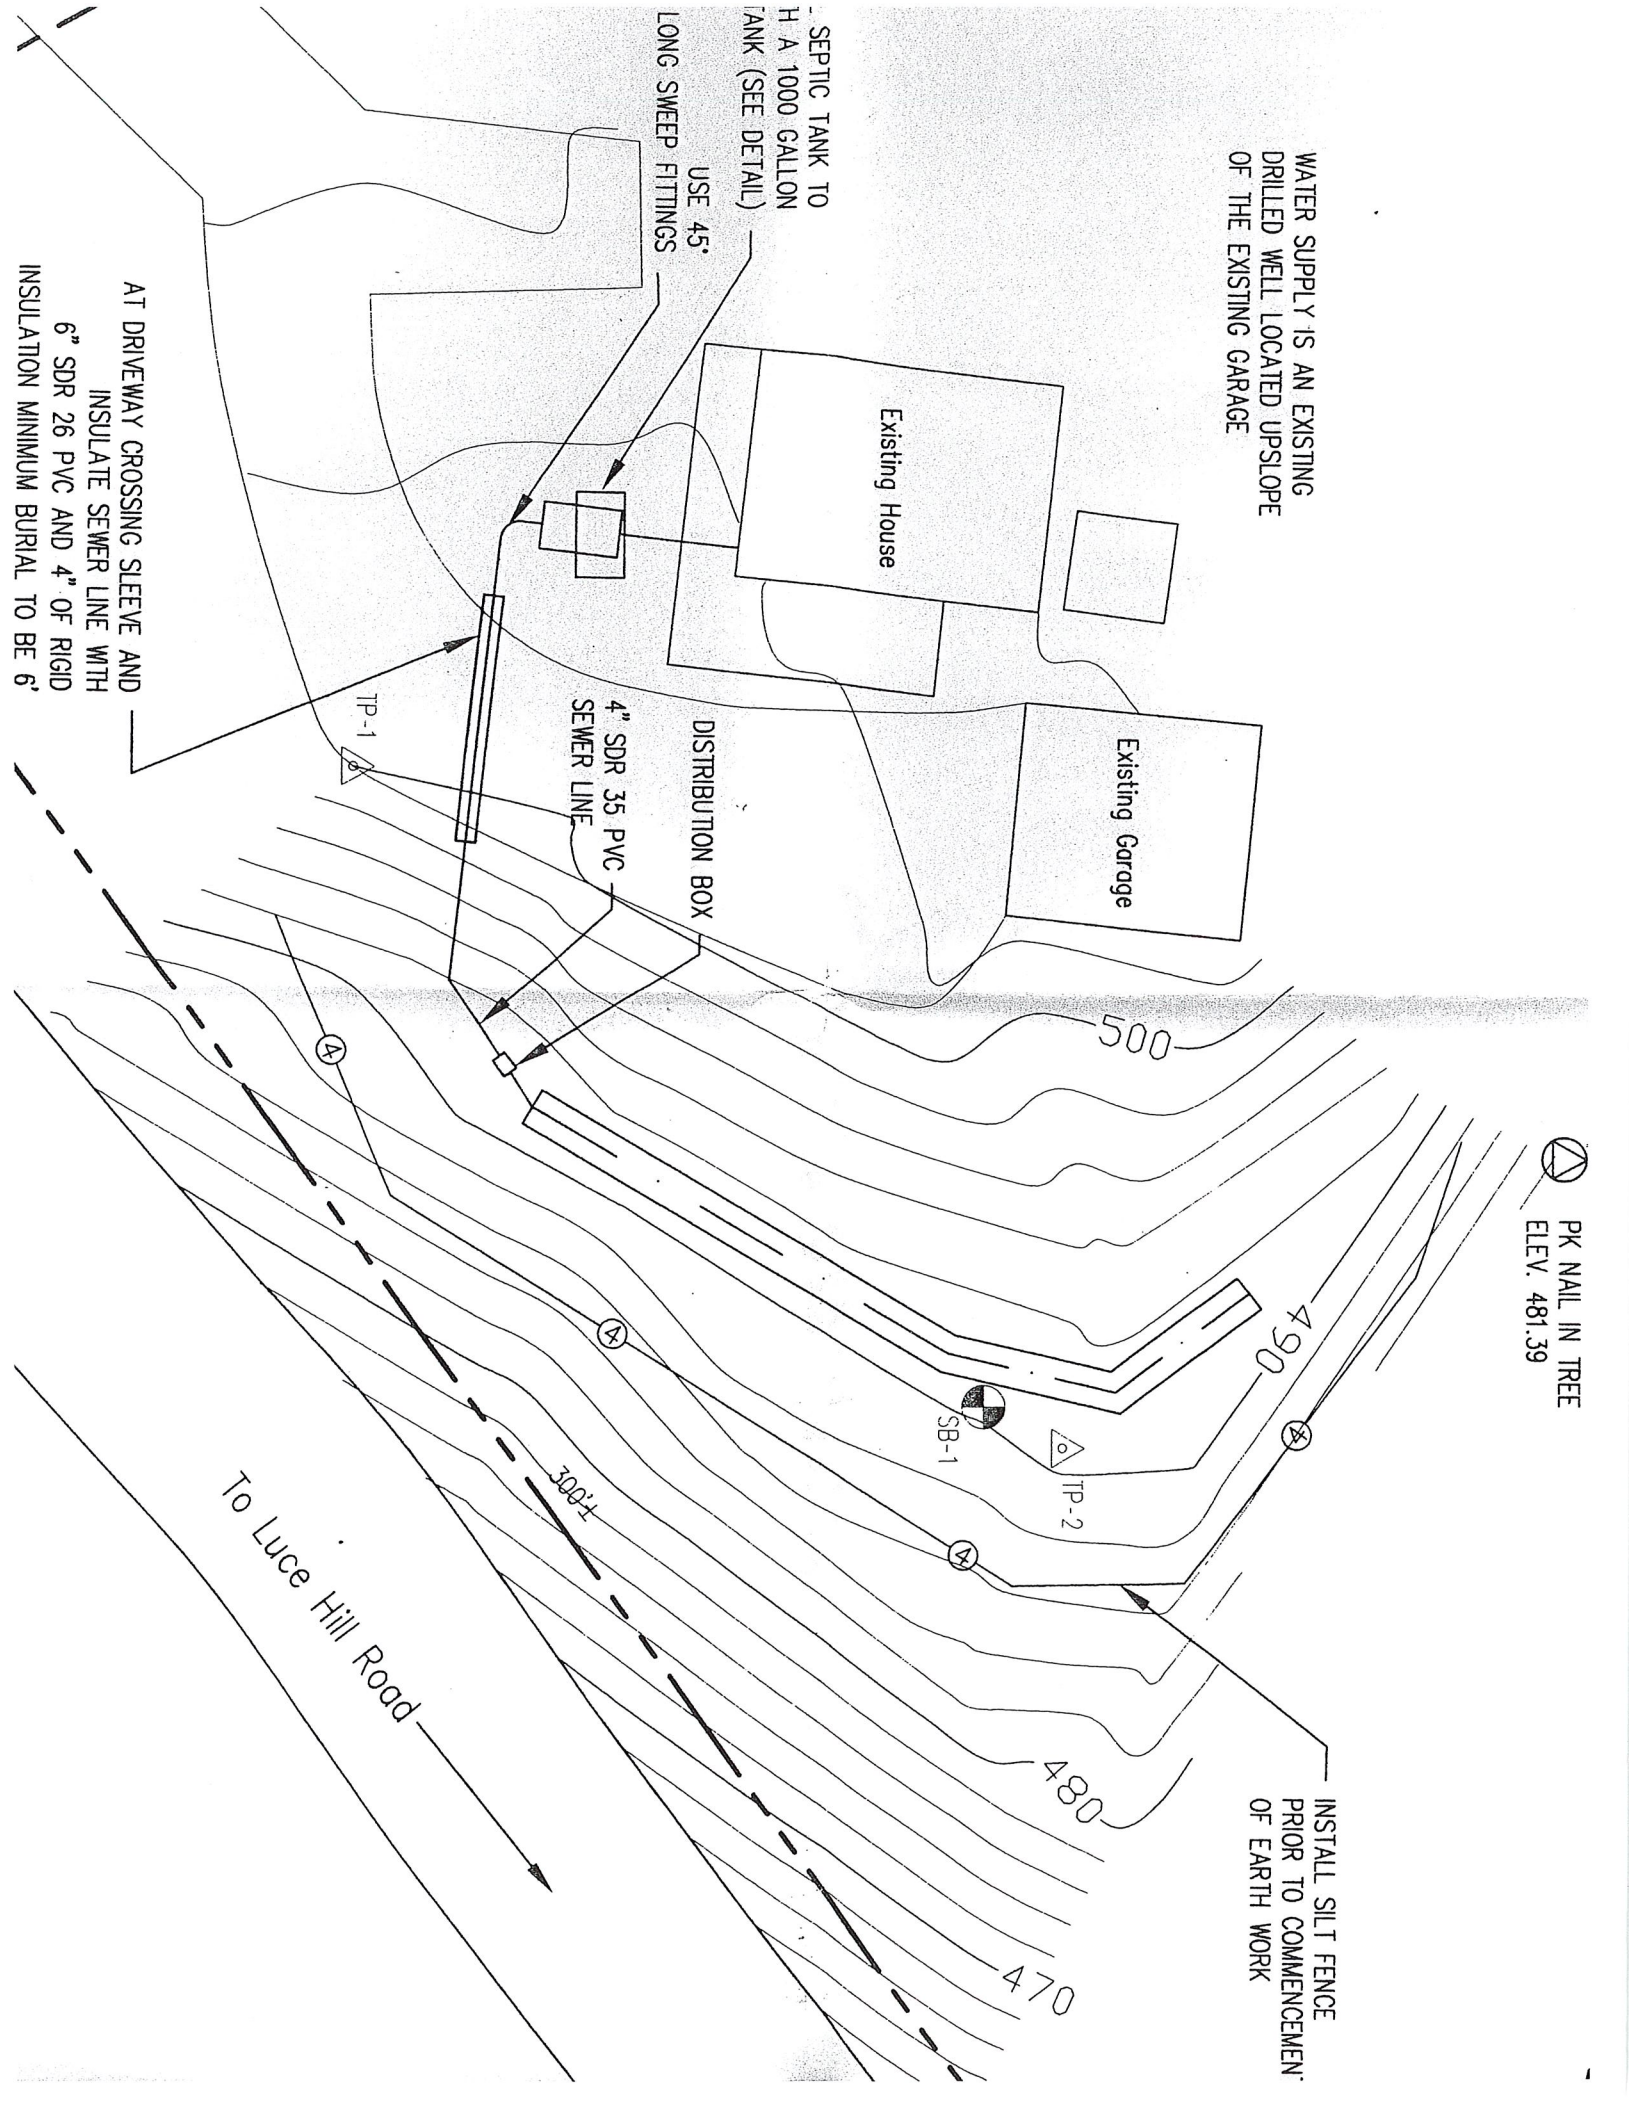 WATER SUPPLY IS AN EXISTING
DRILLED WELL LOCATED UPSLOPE
OF THE EXISTING GARAGE
PK NAIL IN TREE
ELEV. 481.39
INSTALL SILT FENCE
PRIOR TO COMMENCEMEN
OF EARTH WORK
SEPTIC TANK TO
H A 1000 GALLON
TANK (SEE DETAIL)
USE 45°
LONG SWEEP FITTINGS
Existing House
Existing Garage
500
490
480
470
DISTRIBUTION BOX
4" SDR 35 PVC
SEWER LINE
TP-1
SB-1
TP-2
4
4
4
4
300'±
AT DRIVEWAY CROSSING SLEEVE AND
INSULATE SEWER LINE WITH
6" SDR 26 PVC AND 4" OF RIGID
INSULATION MINIMUM BURIAL TO BE 6'
To Luce Hill Road